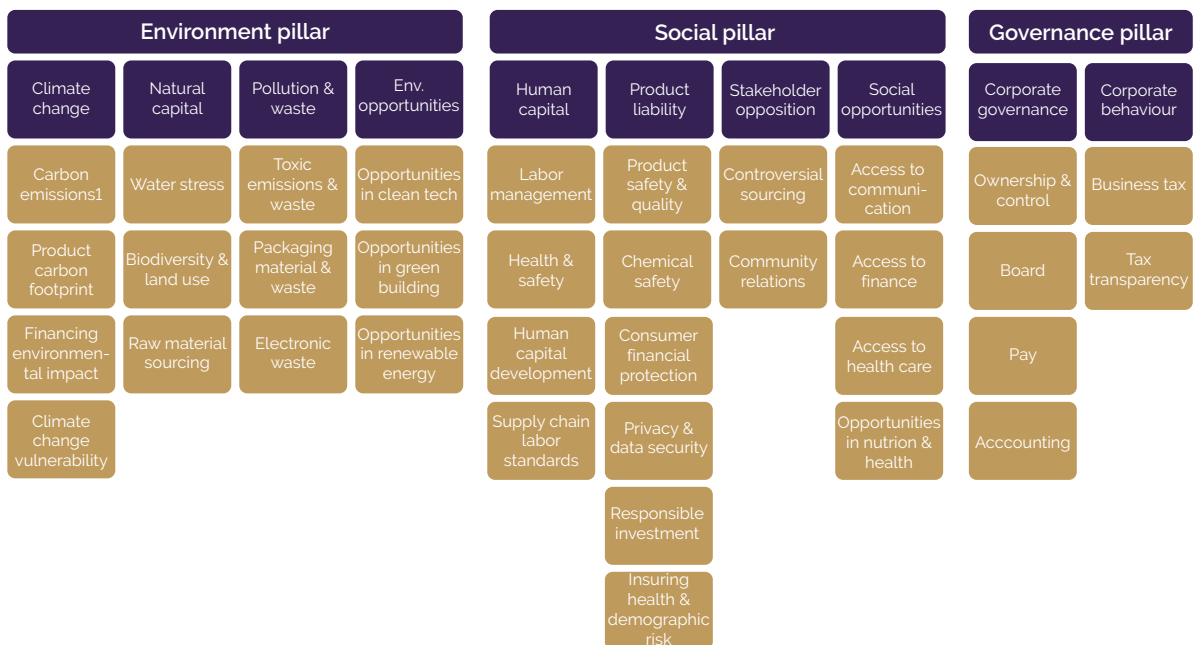 Environment pillar
Climate
change
Natural
capital
Pollution &
waste
Env.
opportunities
Carbon
emissions1
Water stress
Toxic
emissions &
waste
Opportunities
in clean tech
Product
carbon
footprint
Biodiversity &
land use
Packaging
material &
waste
Opportunities
in green
building
Financing
environmen-
tal impact
Raw material
sourcing
Electronic
waste
Opportunities
in renewable
energy
Climate
change
vulnerability
Social pillar
Human
capital
Product
liability
Stakeholder
opposition
Social
opportunities
Labor
management
Product
safety &
quality
Controversial
sourcing
Access to
communi-
cation
Health &
safety
Chemical
safety
Community
relations
Access to
finance
Human
capital
development
Consumer
financial
protection
Access to
health care
Supply chain
labor
standards
Privacy &
data security
Opportunities
in nutrion &
health
Responsible
investment
Insuring
health &
demographic
risk
Governance pillar
Corporate
governance
Corporate
behaviour
Ownership &
control
Business tax
Board
Tax
transparency
Pay
Acccounting